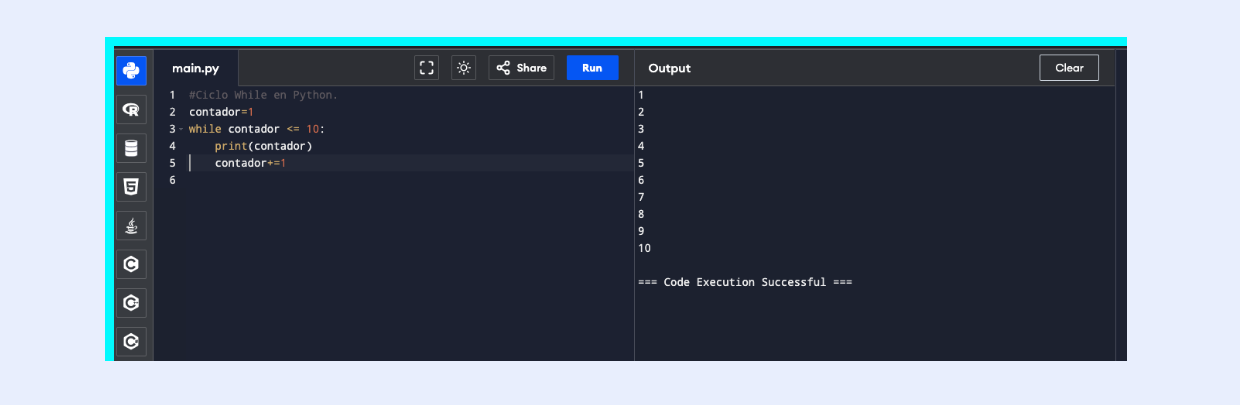 main.py
Share
Run
Output
Clear
1 #Ciclo While en Python.
2 contador=1
3 while contador <= 10:
4     print(contador)
5     contador+=1
6
1
2
3
4
5
6
7
8
9
10
=== Code Execution Successful ===